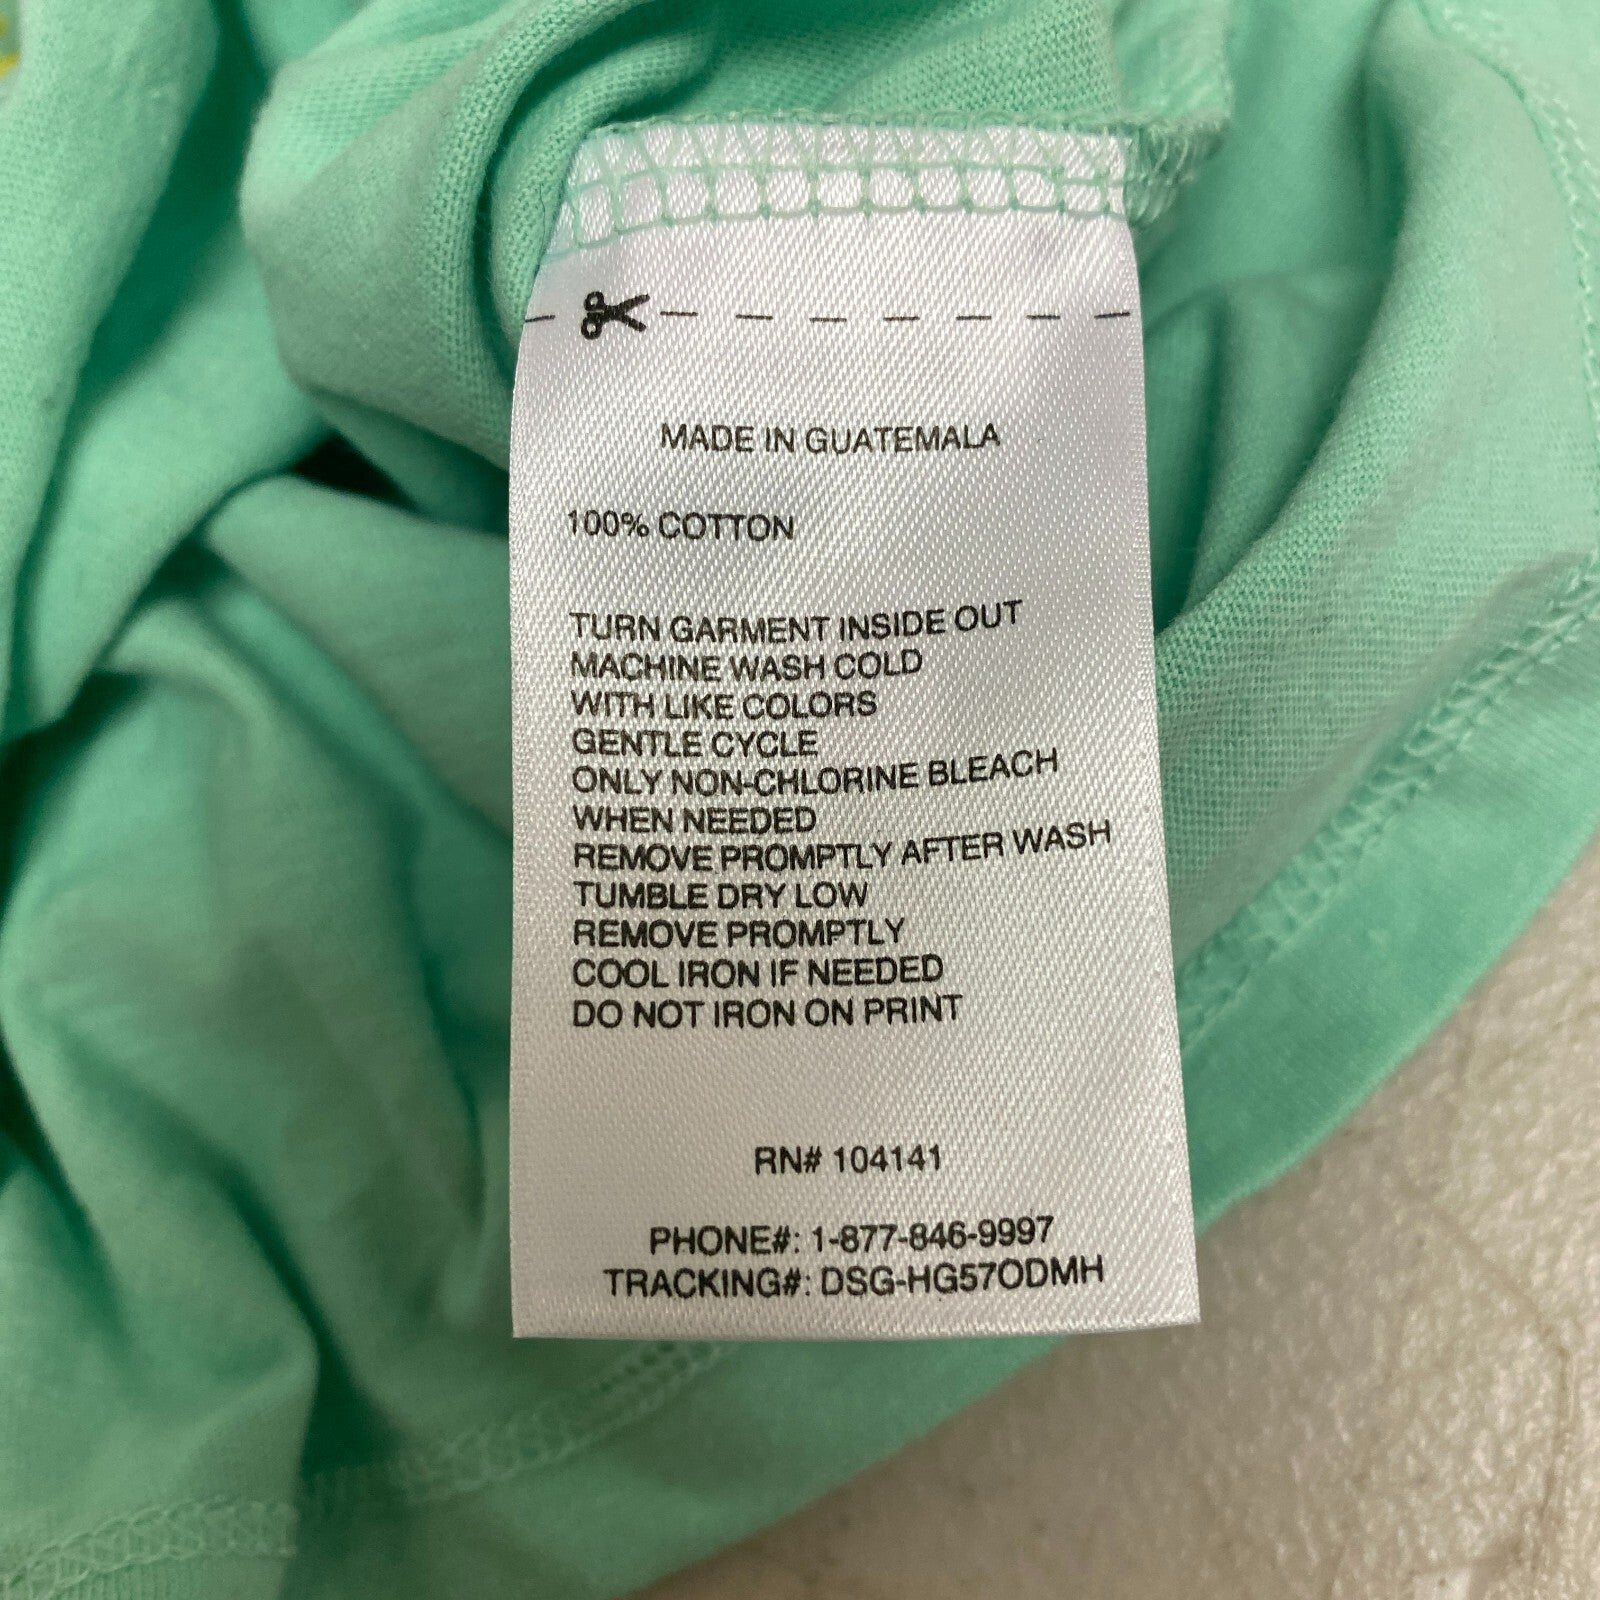 MADE IN GUATEMALA
100% COTTON
TURN GARMENT INSIDE OUT
MACHINE WASH COLD
WITH LIKE COLORS
GENTLE CYCLE
ONLY NON-CHLORINE BLEACH
WHEN NEEDED
REMOVE PROMPTLY AFTER WASH
TUMBLE DRY LOW
REMOVE PROMPTLY
COOL IRON IF NEEDED
DO NOT IRON ON PRINT
RN# 104141
PHONE#: 1-877-846-9997
TRACKING#: DSG-HG57ODMH